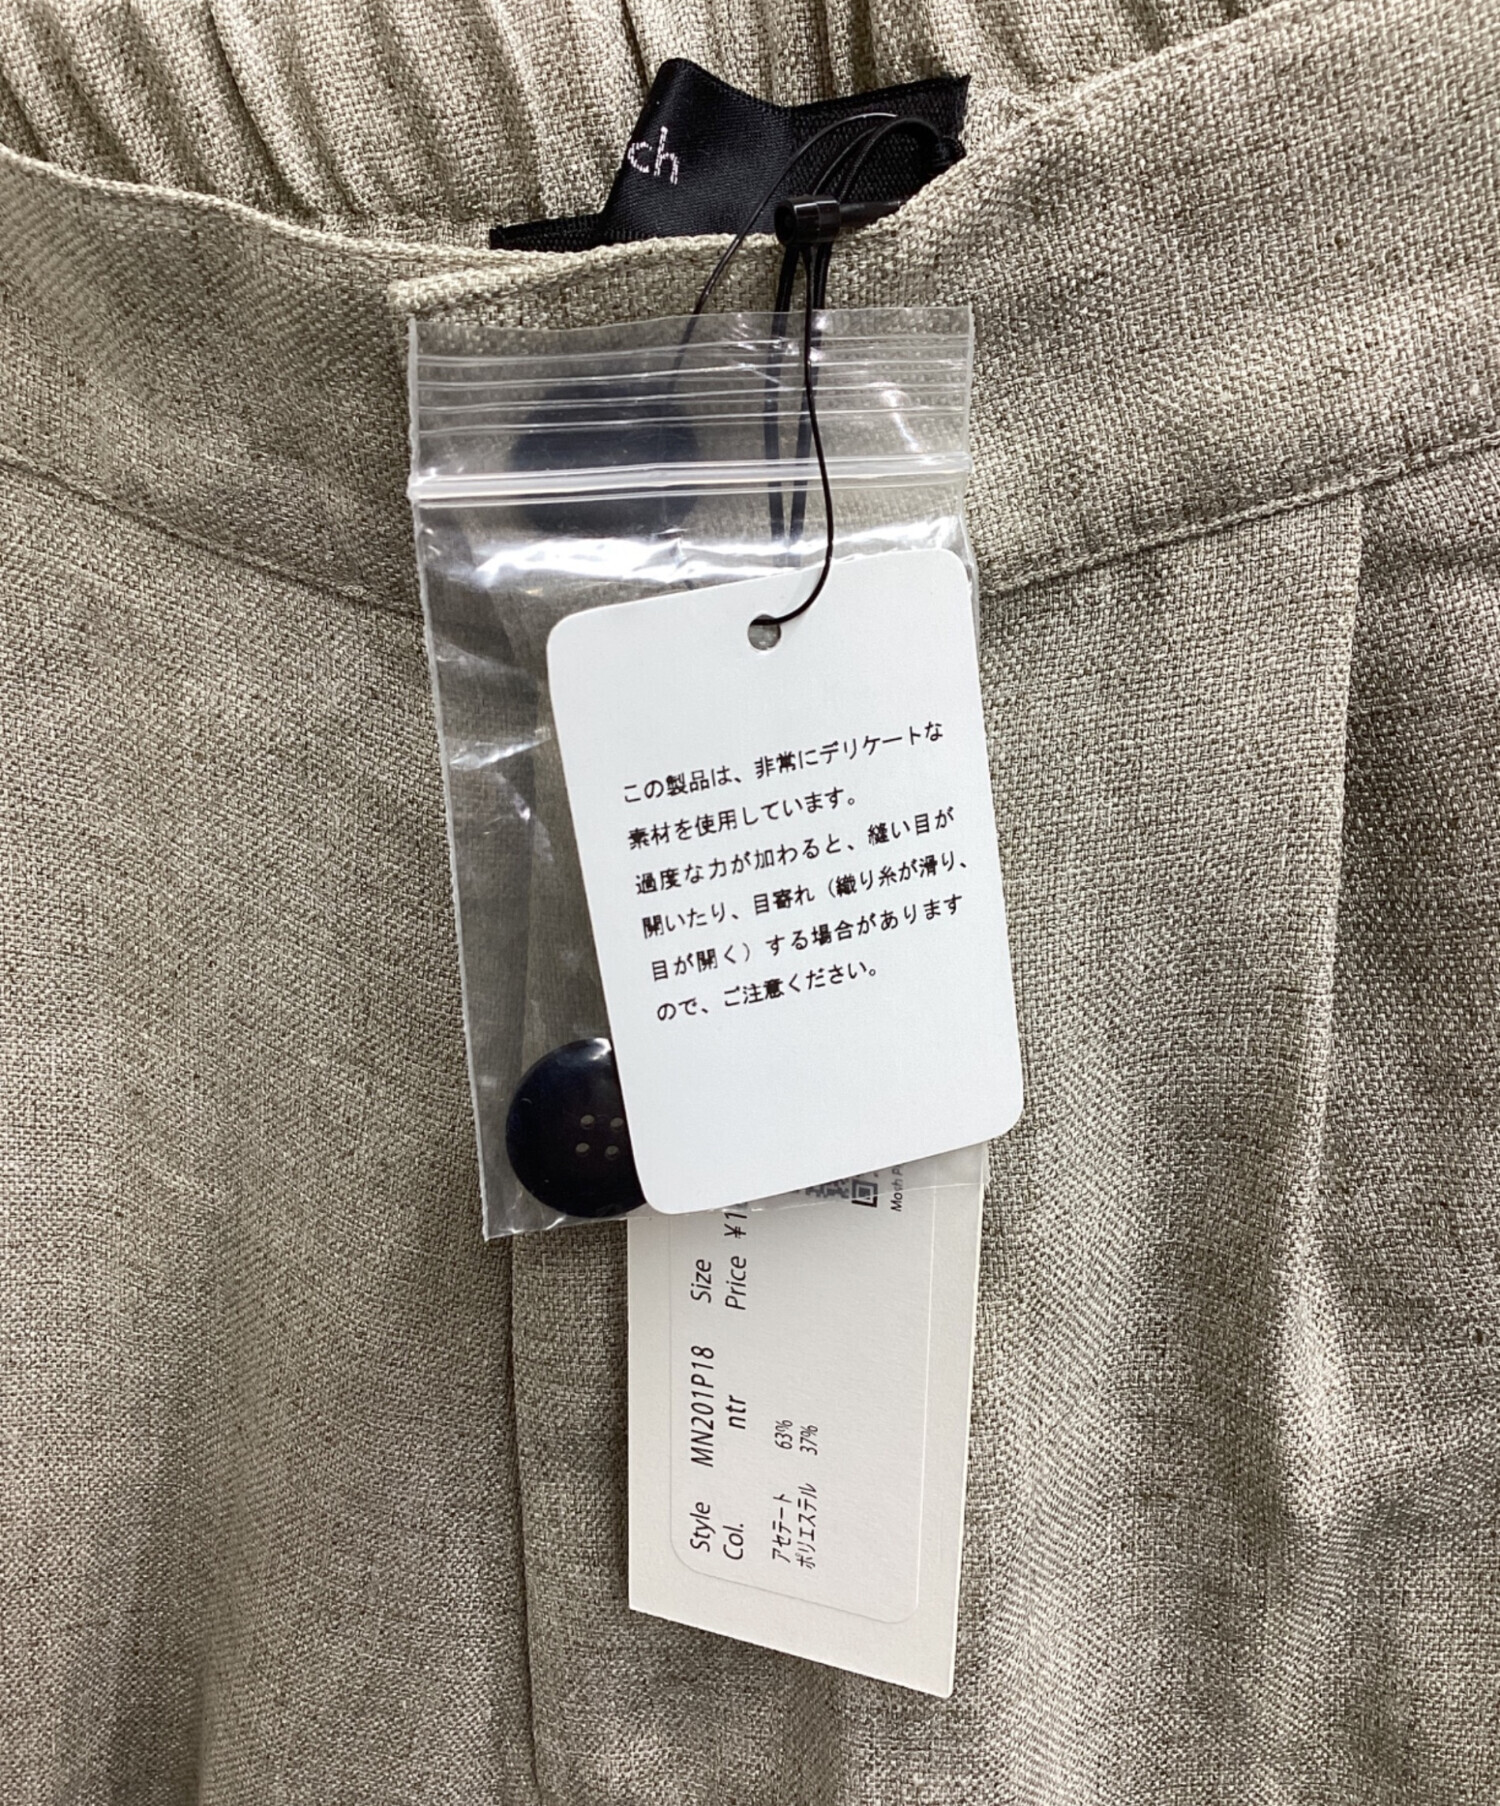 ch
この製品は、非常にデリケートな
素材を使用しています。
過度な力が加わると、縫い目が
開いたり、目寄れ（織り糸が滑り、
目が開く）する場合があります
ので、ご注意ください。
Style MN201P18 Size
Col. ntr Price ¥1
アセテート 63%
ポリエステル 37%